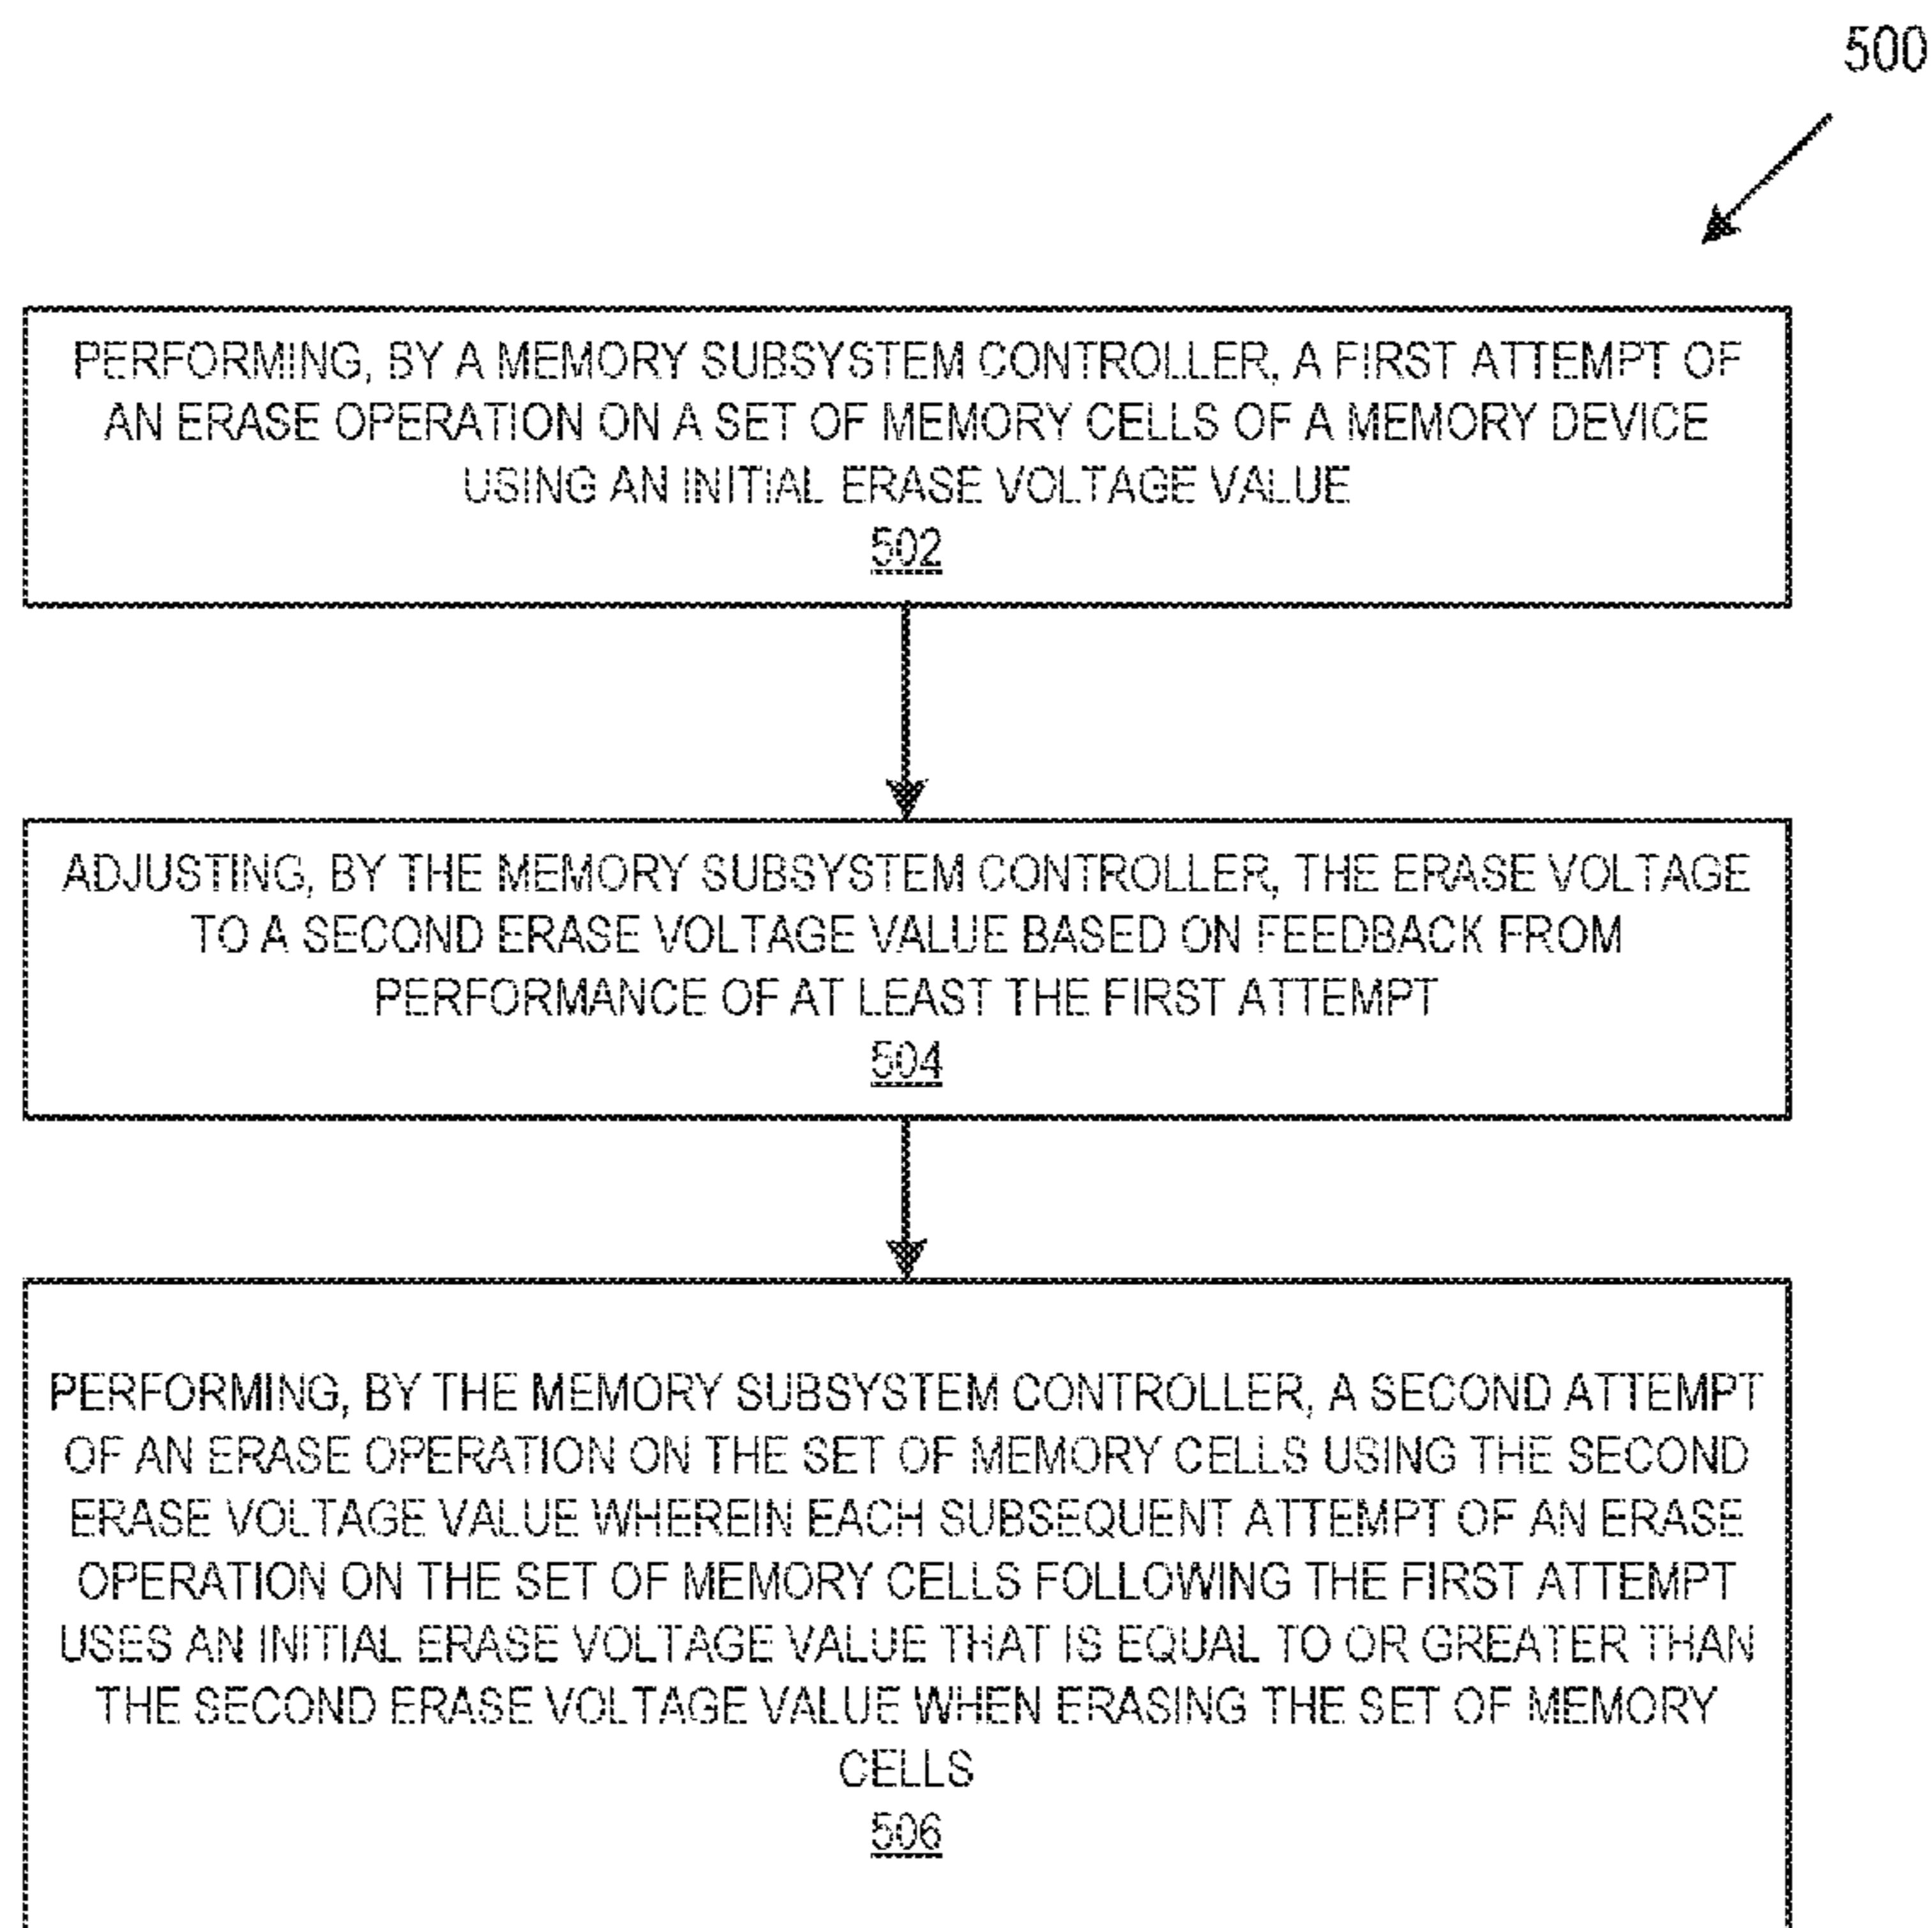 500
PERFORMING, BY A MEMORY SUBSYSTEM CONTROLLER, A FIRST ATTEMPT OF
AN ERASE OPERATION ON A SET OF MEMORY CELLS OF A MEMORY DEVICE
USING AN INITIAL ERASE VOLTAGE VALUE
502
ADJUSTING, BY THE MEMORY SUBSYSTEM CONTROLLER, THE ERASE VOLTAGE
TO A SECOND ERASE VOLTAGE VALUE BASED ON FEEDBACK FROM
PERFORMANCE OF AT LEAST THE FIRST ATTEMPT
504
PERFORMING, BY THE MEMORY SUBSYSTEM CONTROLLER, A SECOND ATTEMPT
OF AN ERASE OPERATION ON THE SET OF MEMORY CELLS USING THE SECOND
ERASE VOLTAGE VALUE WHEREIN EACH SUBSEQUENT ATTEMPT OF AN ERASE
OPERATION ON THE SET OF MEMORY CELLS FOLLOWING THE FIRST ATTEMPT
USES AN INITIAL ERASE VOLTAGE VALUE THAT IS EQUAL TO OR GREATER THAN
THE SECOND ERASE VOLTAGE VALUE WHEN ERASING THE SET OF MEMORY
CELLS
506